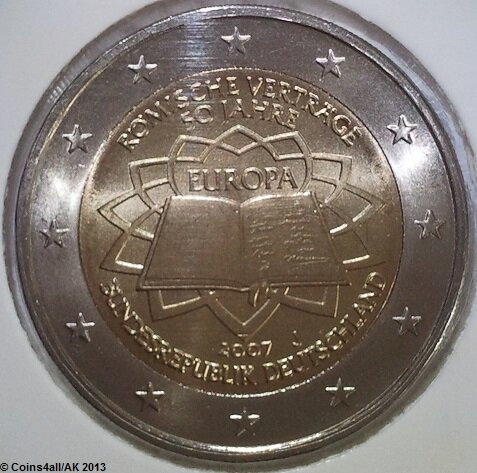 RÖMISCHE VERTRÄGE
50 JAHRE
EUROPA
2007 J
BUNDESREPUBLIK DEUTSCHLAND
© Coins4all/AK 2013